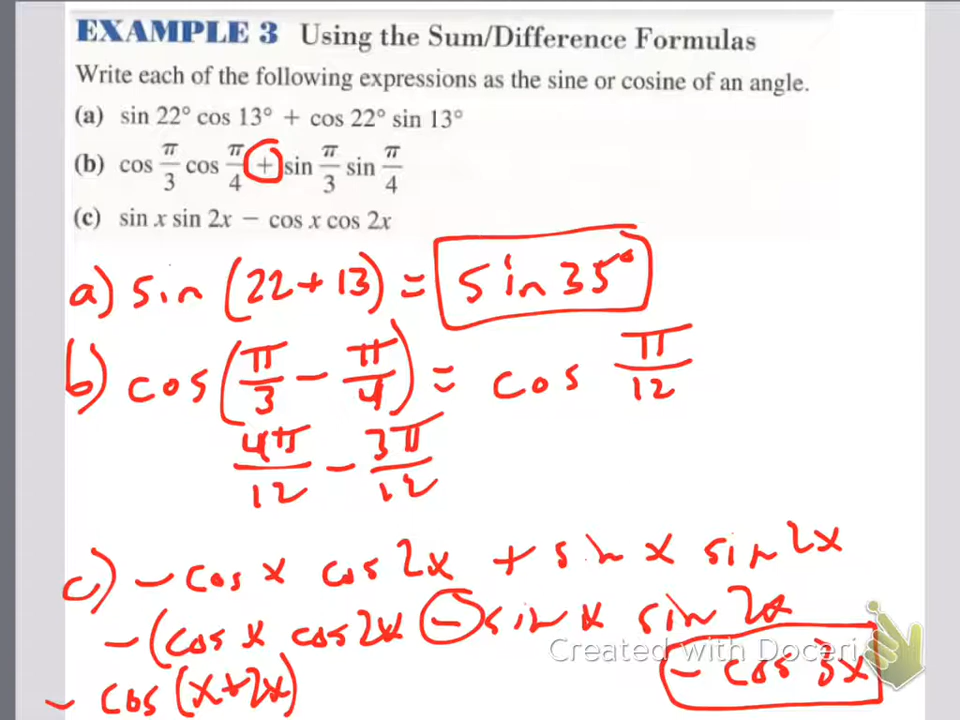 EXAMPLE 3 Using the Sum/Difference Formulas
Write each of the following expressions as the sine or cosine of an angle.
(a) sin 22° cos 13° + cos 22° sin 13°
(b) cos π/3 cos π/4 + sin π/3 sin π/4
(c) sin x sin 2x − cos x cos 2x
a) sin (22+13) = sin 35°
b) cos(π/3 − π/4) = cos π/12
4π/12 − 3π/12
c) −cos x cos 2x + sin x sin 2x
−(cos x cos 2x − sin x sin 2x
Created with Doceri
− cos 3x
− cos (x+2x)